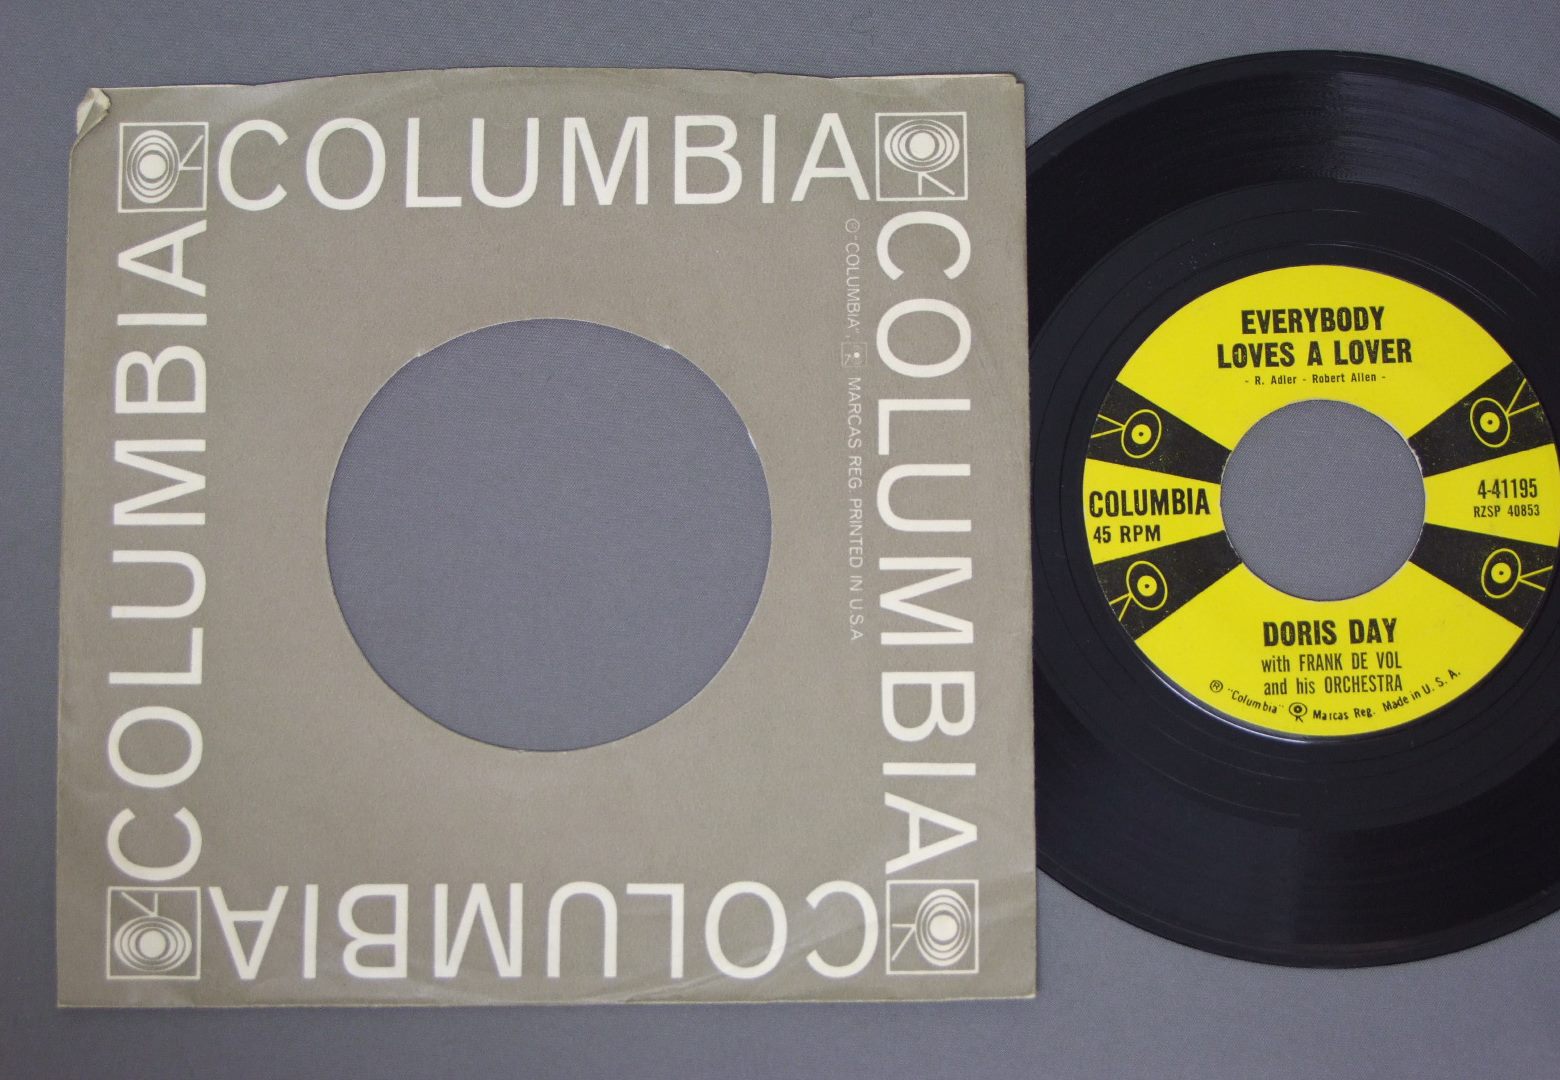 COLUMBIA
COLUMBIA
COLUMBIA
COLUMBIA
© "COLUMBIA", MARCAS REG. PRINTED IN U.S.A
EVERYBODY
LOVES A LOVER
- R. Adler - Robert Allen -
COLUMBIA
45 RPM
4-41195
RZSP 40853
DORIS DAY
with FRANK DE VOL
and his ORCHESTRA
® "Columbia" Marcas Reg. Made in U. S. A.